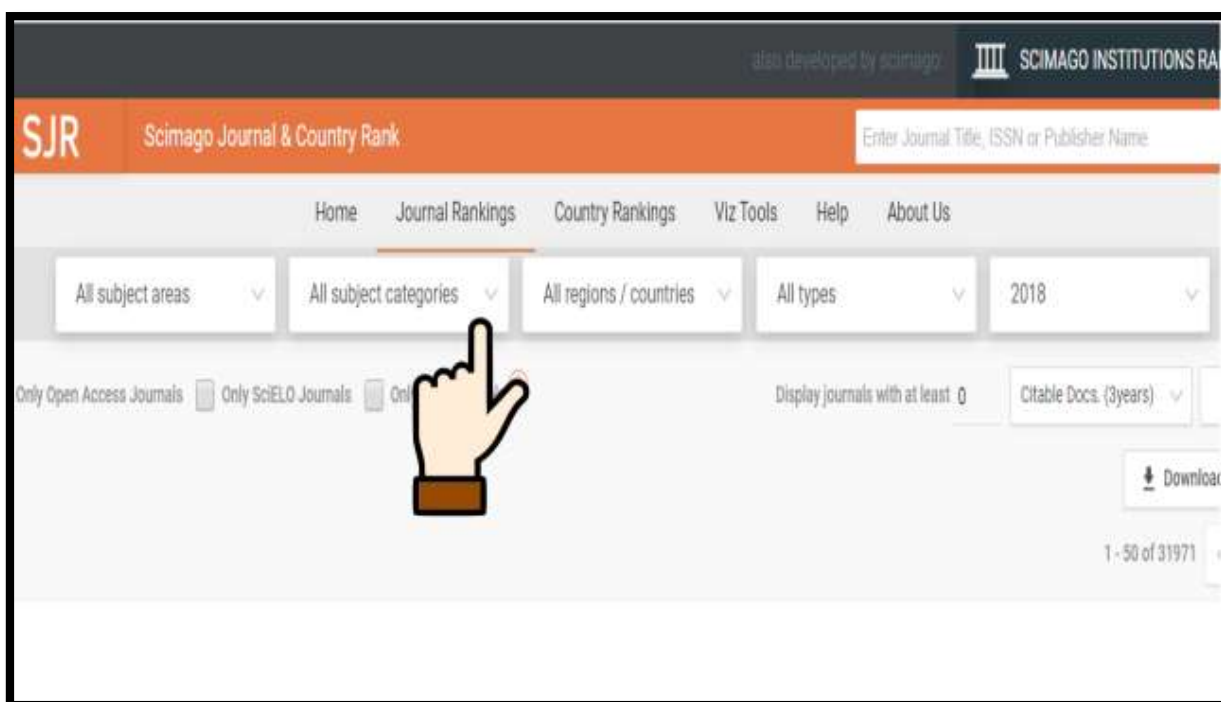 also developed by scimago SCIMAGO INSTITUTIONS RA
SJR Scimago Journal & Country Rank Enter Journal Title, ISSN or Publisher Name
Home Journal Rankings Country Rankings Viz Tools Help About Us
All subject areas All subject categories All regions / countries All types 2018
Only Open Access Journals Only SciELO Journals Display journals with at least 0 Citable Docs. (3years)
Download
1 - 50 of 31971